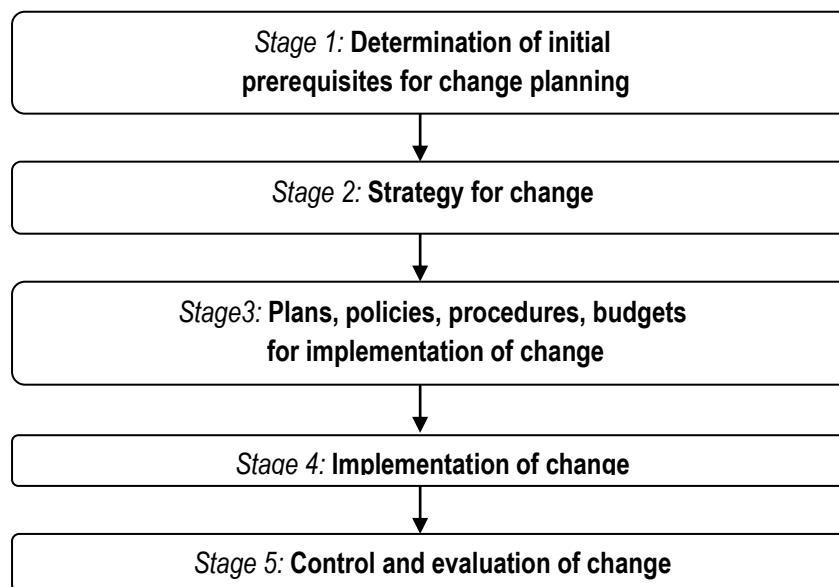 Stage 1: Determination of initial
prerequisites for change planning
Stage 2: Strategy for change
Stage3: Plans, policies, procedures, budgets
for implementation of change
Stage 4: Implementation of change
Stage 5: Control and evaluation of change